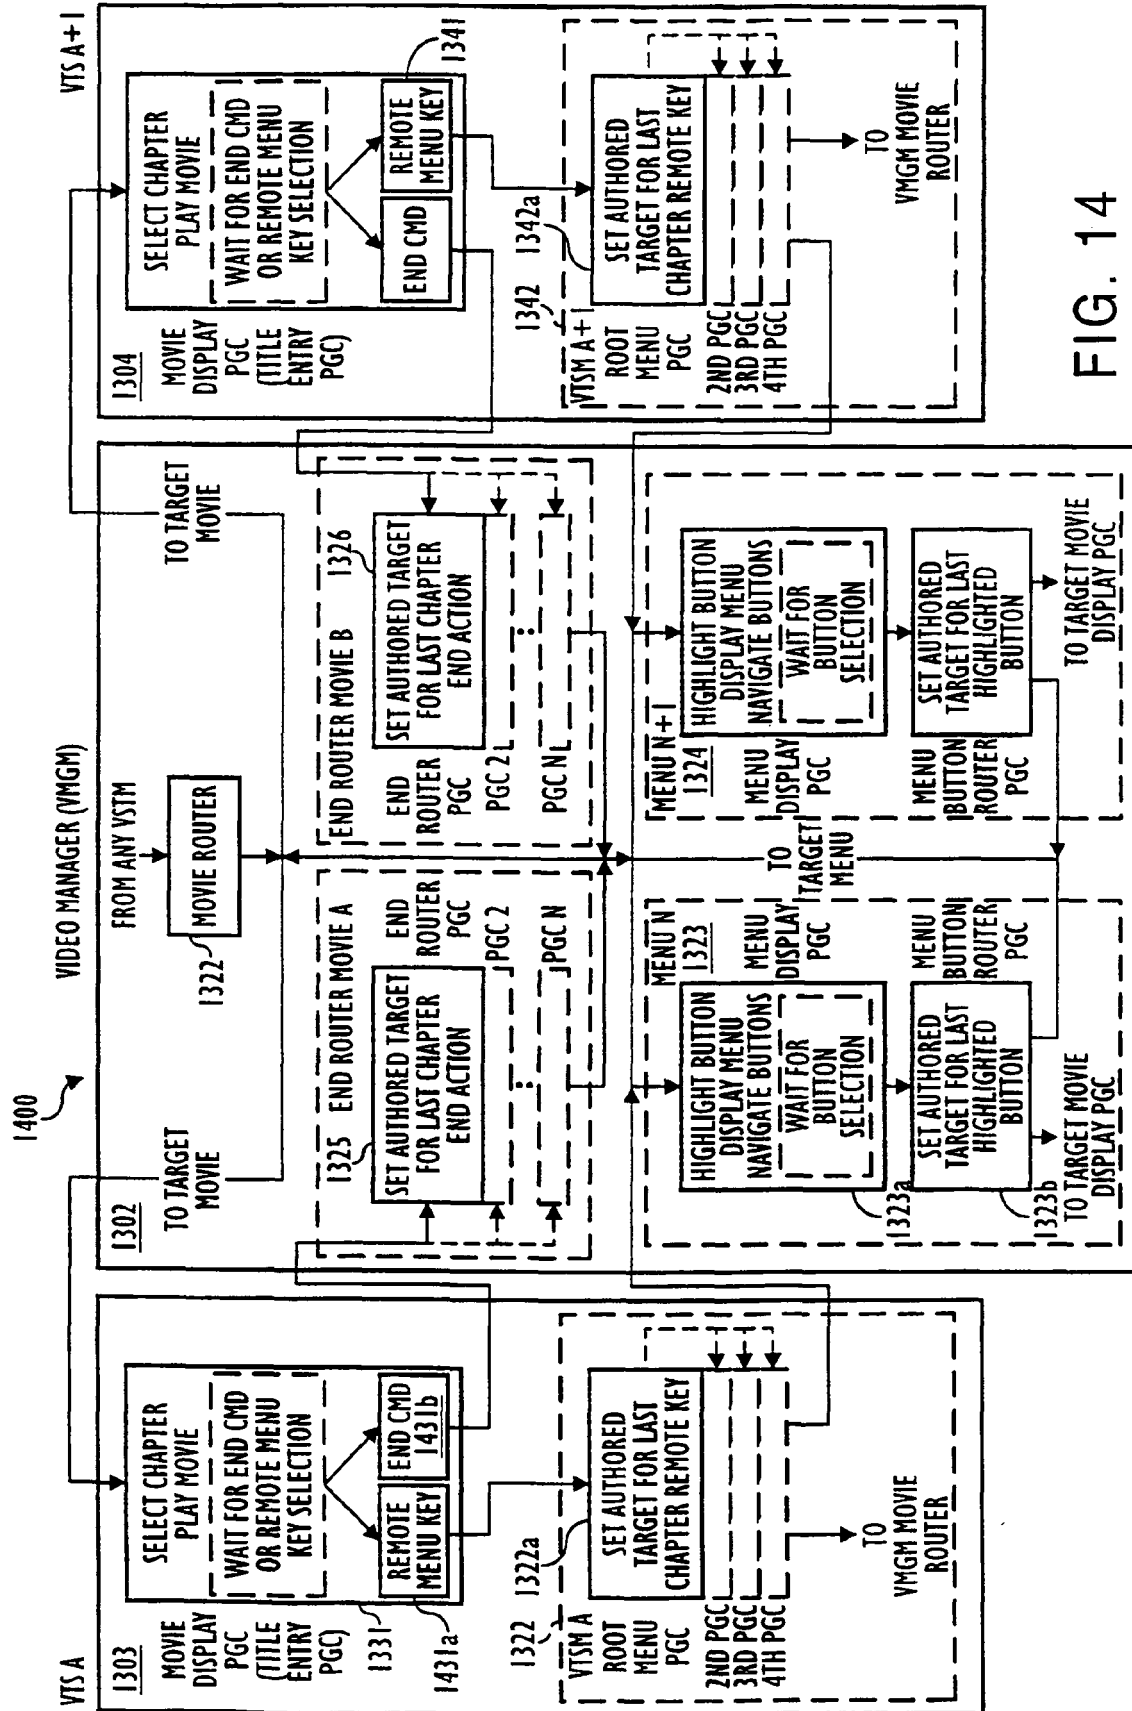 1400
VTS A
1303
MOVIE
DISPLAY
PGC
(TITLE
ENTRY
PGC)
1331
1431a
SELECT CHAPTER
PLAY MOVIE
WAIT FOR END CMD
OR REMOTE MENU
KEY SELECTION
REMOTE
MENU KEY
END CMD
1431b
1322
VTSM A
ROOT
MENU
PGC
1322a
SET AUTHORED
TARGET FOR LAST
CHAPTER REMOTE KEY
2ND PGC
3RD PGC
4TH PGC
TO
VMGM MOVIE
ROUTER
VIDEO MANAGER (VMGM)
1302
TO TARGET
MOVIE
FROM ANY VSTM
MOVIE ROUTER
1322
TO TARGET
MOVIE
END ROUTER MOVIE A
1325
SET AUTHORED TARGET
FOR LAST CHAPTER
END ACTION
END
ROUTER
PGC
PGC 2
PGC N
END ROUTER MOVIE B
1326
END
ROUTER
PGC
PGC 2
PGC N
SET AUTHORED TARGET
FOR LAST CHAPTER
END ACTION
MENU N
1323
HIGHLIGHT BUTTON
DISPLAY MENU
NAVIGATE BUTTONS
WAIT FOR
BUTTON
SELECTION
MENU
DISPLAY
PGC
1323a
SET AUTHORED
TARGET FOR LAST
HIGHLIGHTED
BUTTON
MENU
BUTTON
ROUTER
PGC
1323b
TO TARGET MOVIE
DISPLAY PGC
TO
TARGET
MENU
MENU N+1
1324
MENU
DISPLAY
PGC
HIGHLIGHT BUTTON
DISPLAY MENU
NAVIGATE BUTTONS
WAIT FOR
BUTTON
SELECTION
MENU
BUTTON
ROUTER
PGC
SET AUTHORED
TARGET FOR LAST
HIGHLIGHTED
BUTTON
TO TARGET MOVIE
DISPLAY PGC
VTS A+1
1304
MOVIE
DISPLAY
PGC
(TITLE
ENTRY
PGC)
SELECT CHAPTER
PLAY MOVIE
WAIT FOR END CMD
OR REMOTE MENU
KEY SELECTION
END CMD
REMOTE
MENU KEY
1341
1342
VTSM A+1
ROOT
MENU
PGC
1342a
SET AUTHORED
TARGET FOR LAST
CHAPTER REMOTE KEY
2ND PGC
3RD PGC
4TH PGC
TO
VMGM MOVIE
ROUTER
FIG. 14